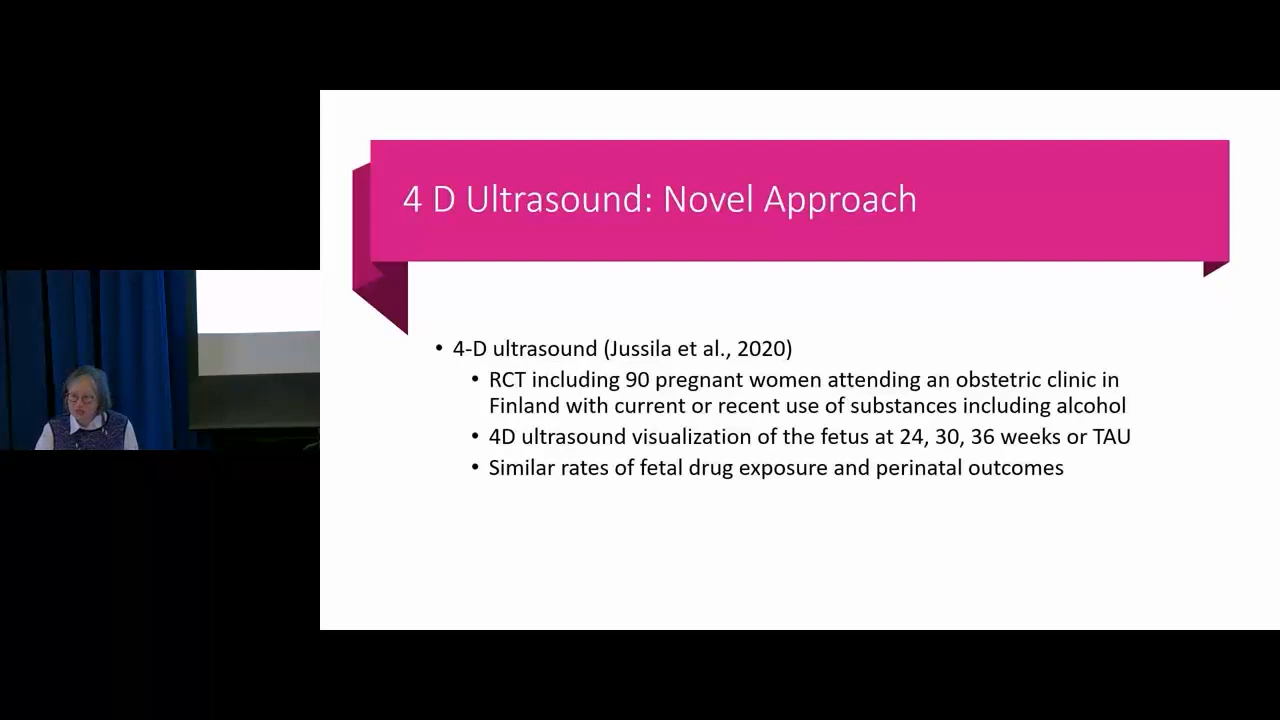 4 D Ultrasound: Novel Approach
• 4-D ultrasound (Jussila et al., 2020)
• RCT including 90 pregnant women attending an obstetric clinic in
Finland with current or recent use of substances including alcohol
• 4D ultrasound visualization of the fetus at 24, 30, 36 weeks or TAU
• Similar rates of fetal drug exposure and perinatal outcomes